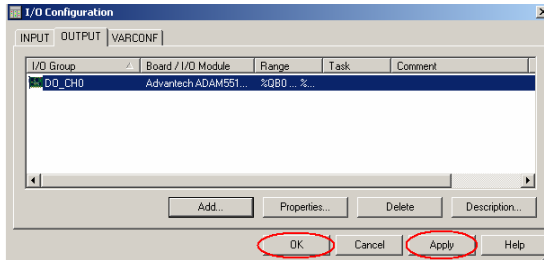 I/O Configuration
INPUT OUTPUT VARCONF
I/O Group Board / I/O Module Range Task Comment
DO_CH0 Advantech ADAM551... %QB0 ... %...
Add... Properties... Delete Description...
OK Cancel Apply Help